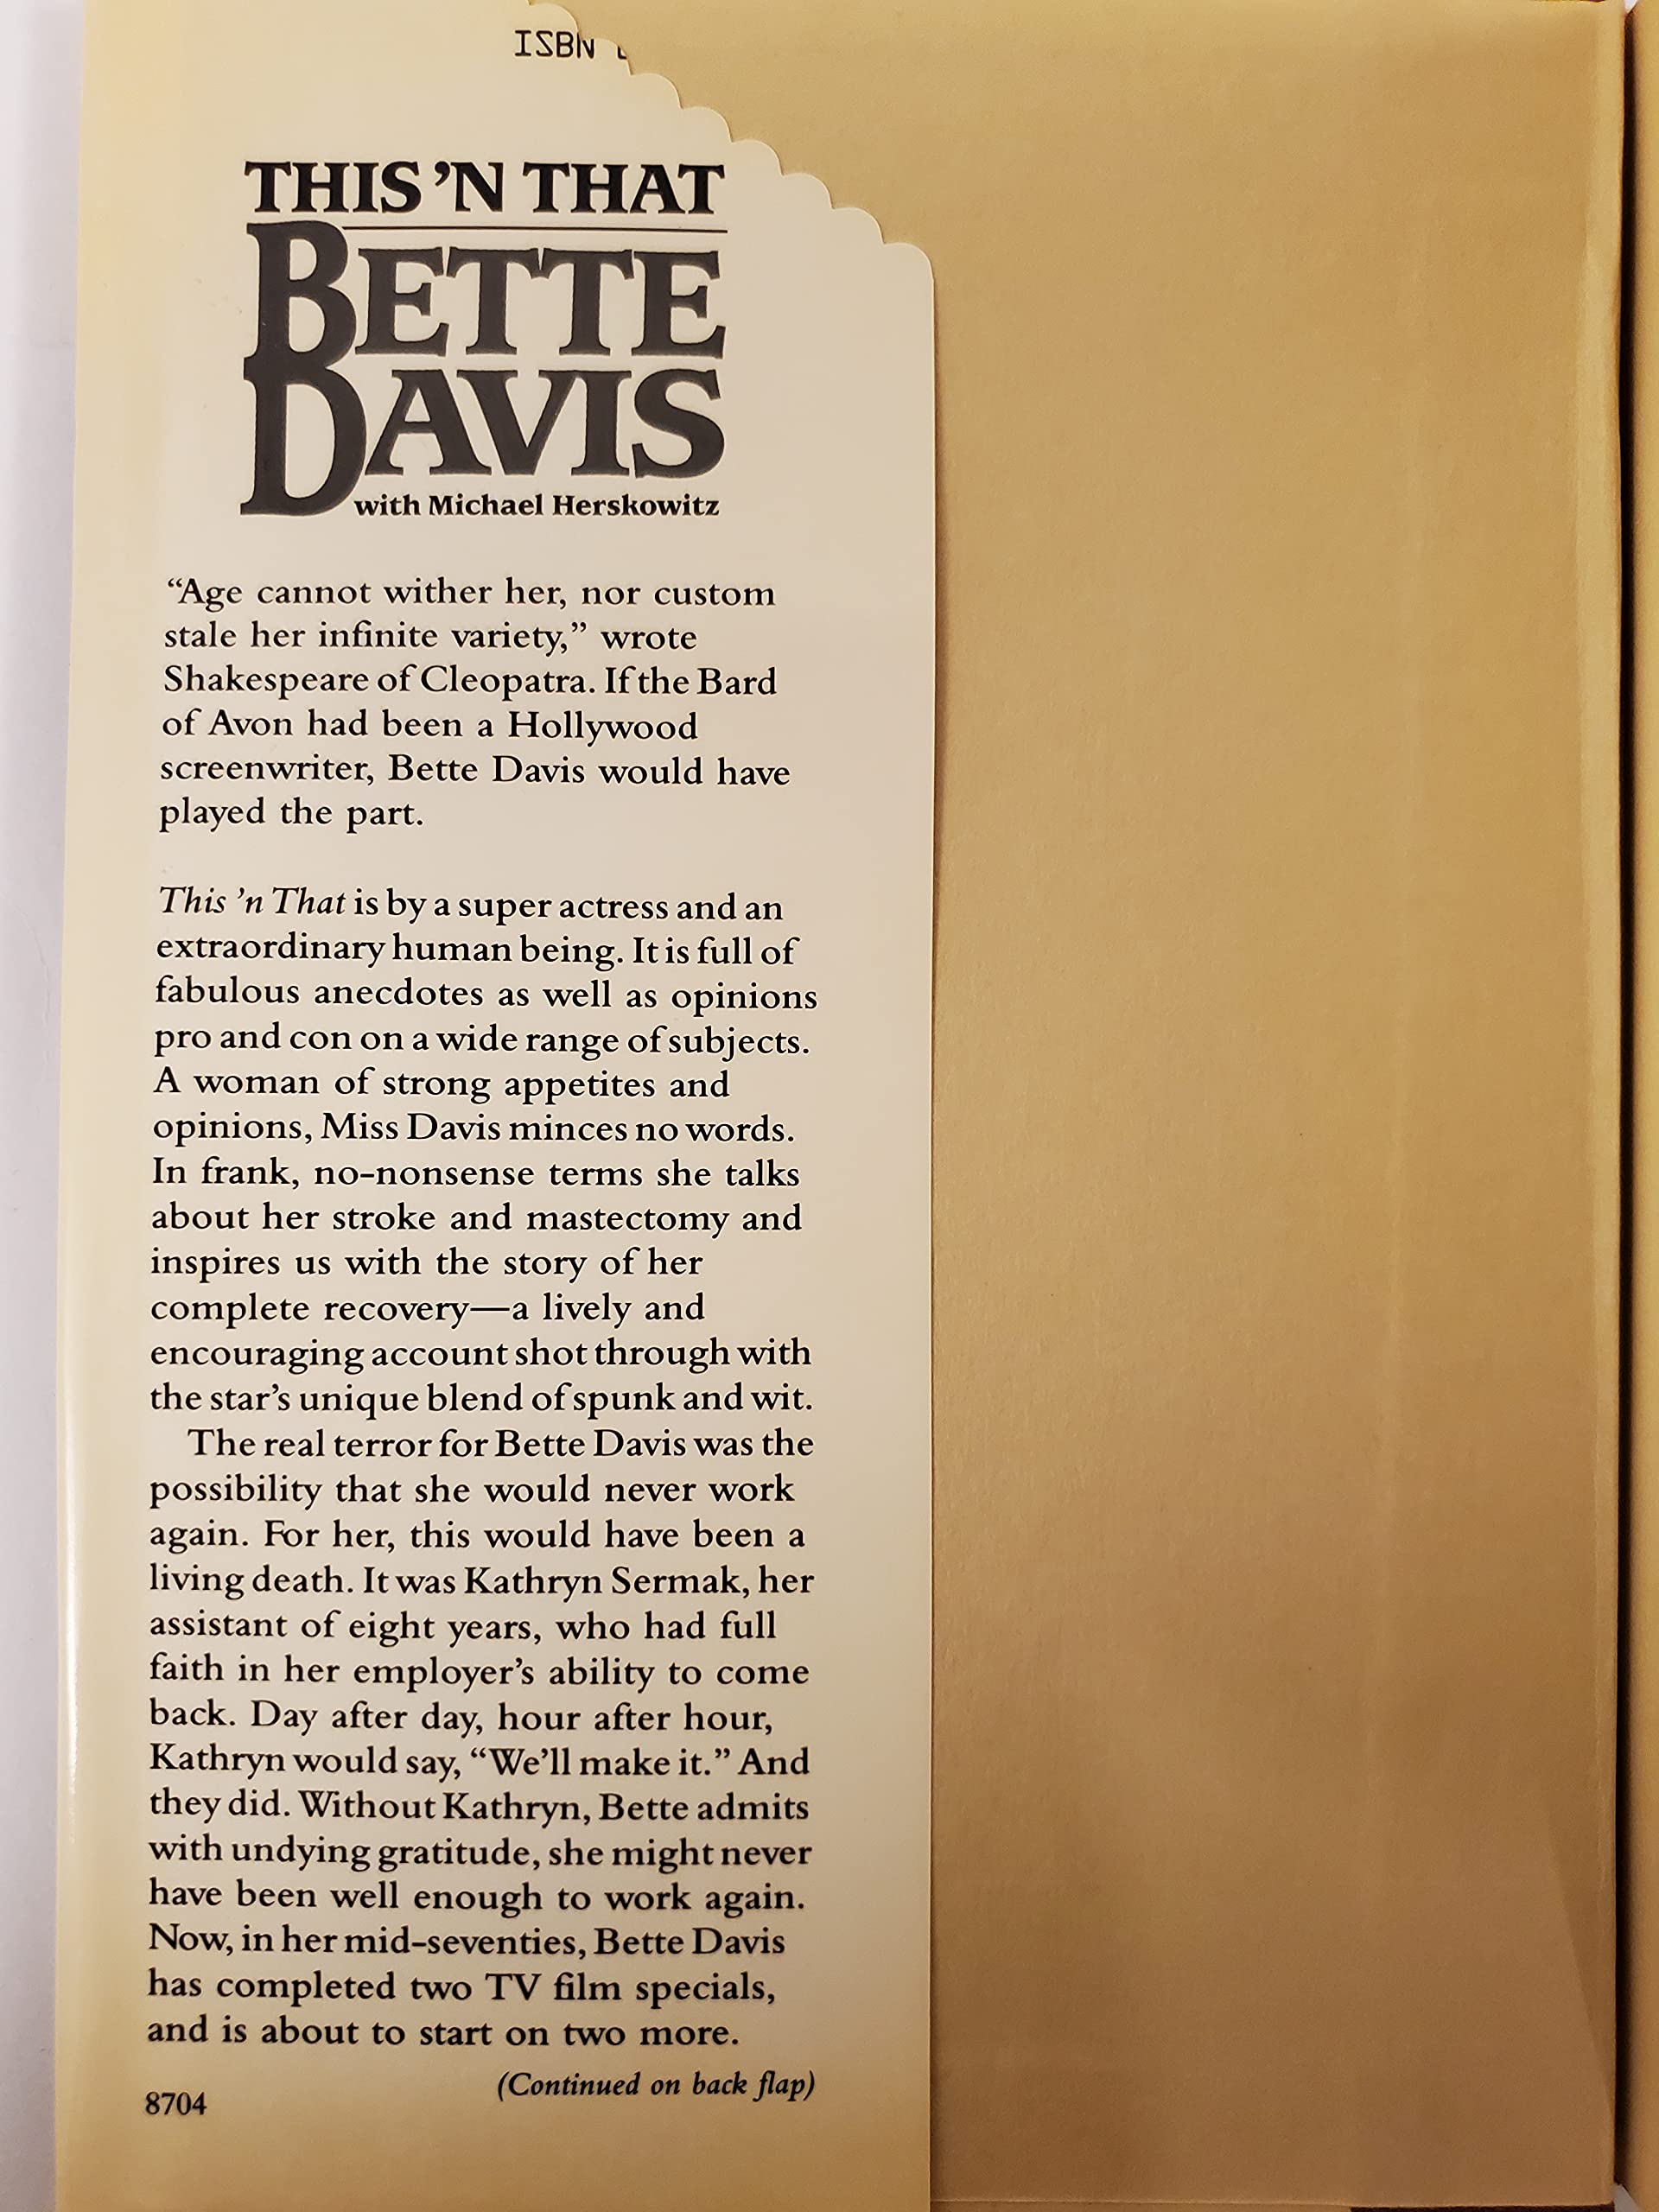 ISBN
THIS ’N THAT
BETTE
DAVIS
with Michael Herskowitz
“Age cannot wither her, nor custom
stale her infinite variety,” wrote
Shakespeare of Cleopatra. If the Bard
of Avon had been a Hollywood
screenwriter, Bette Davis would have
played the part.
This ’n That is by a super actress and an
extraordinary human being. It is full of
fabulous anecdotes as well as opinions
pro and con on a wide range of subjects.
A woman of strong appetites and
opinions, Miss Davis minces no words.
In frank, no-nonsense terms she talks
about her stroke and mastectomy and
inspires us with the story of her
complete recovery—a lively and
encouraging account shot through with
the star’s unique blend of spunk and wit.
The real terror for Bette Davis was the
possibility that she would never work
again. For her, this would have been a
living death. It was Kathryn Sermak, her
assistant of eight years, who had full
faith in her employer’s ability to come
back. Day after day, hour after hour,
Kathryn would say, “We’ll make it.” And
they did. Without Kathryn, Bette admits
with undying gratitude, she might never
have been well enough to work again.
Now, in her mid-seventies, Bette Davis
has completed two TV film specials,
and is about to start on two more.
(Continued on back flap)
8704